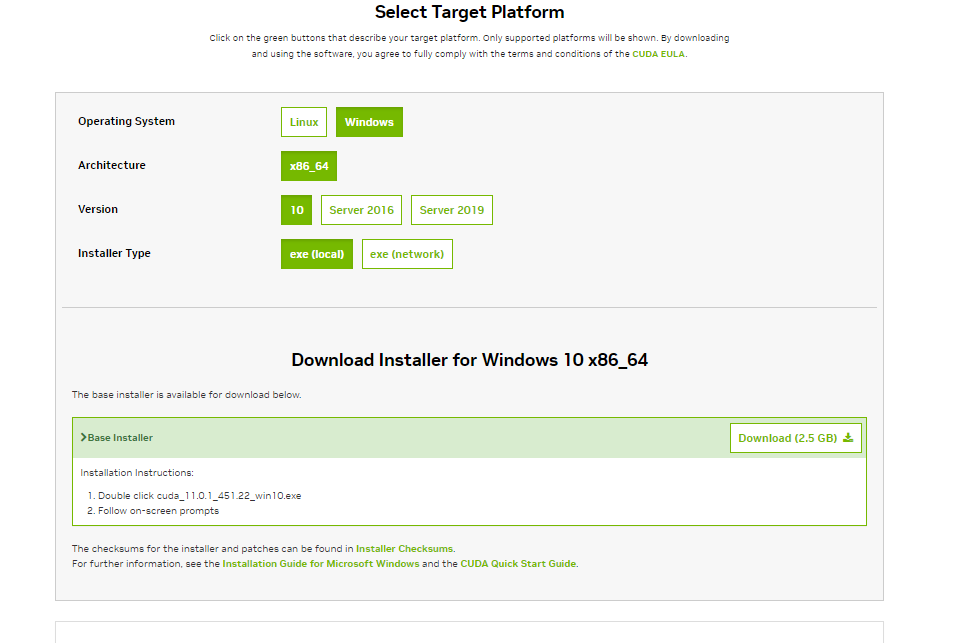 Select Target Platform
Click on the green buttons that describe your target platform. Only supported platforms will be shown. By downloading
and using the software, you agree to fully comply with the terms and conditions of the CUDA EULA.
Operating System Linux Windows
Architecture x86_64
Version 10 Server 2016 Server 2019
Installer Type exe (local) exe (network)
Download Installer for Windows 10 x86_64
The base installer is available for download below.
Base Installer Download (2.5 GB)
Installation Instructions:
1. Double click cuda_11.0.1_451.22_win10.exe
2. Follow on-screen prompts
The checksums for the installer and patches can be found in Installer Checksums.
For further information, see the Installation Guide for Microsoft Windows and the CUDA Quick Start Guide.